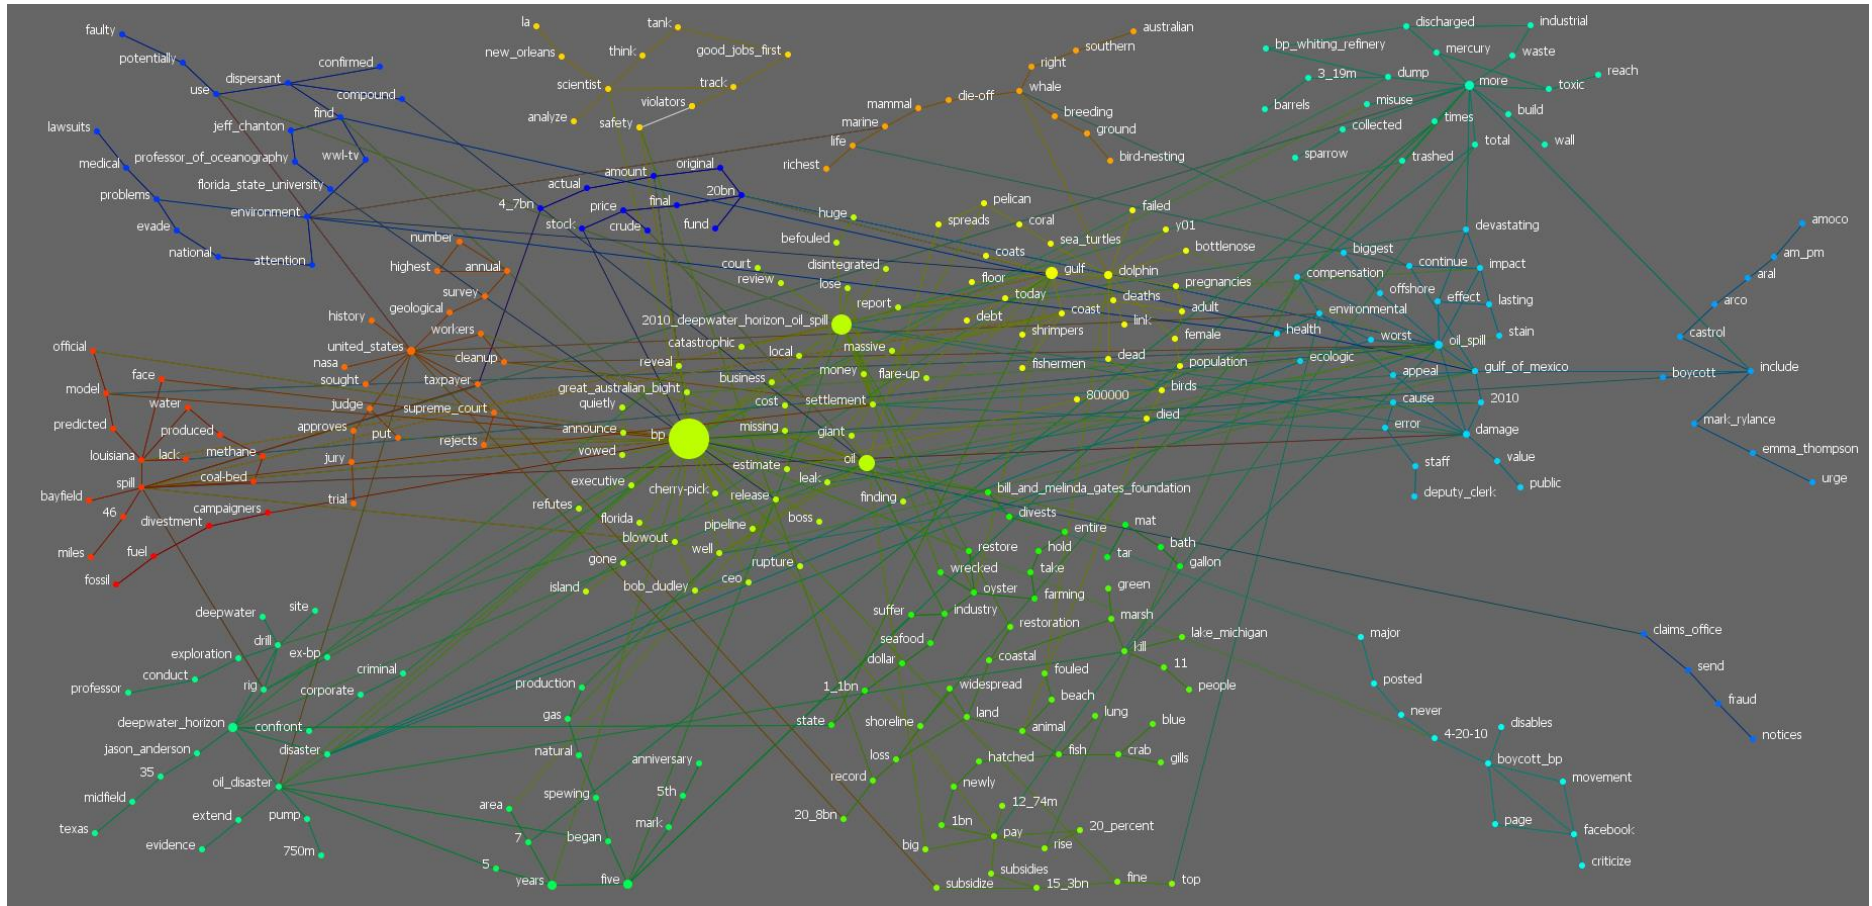 faulty
potentially
use
dispersant
confirmed
compound
find
lawsuits
jeff_chanton
medical
professor_of_oceanography
wwl-tv
problems
florida_state_university
evade
environment
national
attention
la
tank
new_orleans
think
good_jobs_first
scientist
track
violators
analyze
safety
original
amount
actual
20bn
4_7bn
price
final
stock
crude
fund
australian
southern
right
whale
die-off
mammal
breeding
marine
ground
life
bird-nesting
richest
discharged
industrial
bp_whiting_refinery
mercury
waste
3_19m
dump
reach
more
toxic
barrels
misuse
build
collected
times
total
wall
sparrow
trashed
number
highest
annual
survey
geological
history
workers
united_states
nasa
cleanup
sought
taxpayer
judge
supreme_court
approves
put
rejects
jury
trial
official
face
model
water
predicted
produced
louisiana
lack
methane
spill
coal-bed
bayfield
46
campaigners
divestment
miles
fuel
fossil
huge
befouled
court
disintegrated
review
lose
report
2010_deepwater_horizon_oil_spill
catastrophic
local
massive
reveal
money
flare-up
great_australian_bight
business
quietly
cost
settlement
announce
missing
giant
bp
vowed
oil
estimate
executive
leak
cherry-pick
release
finding
refutes
florida
boss
pipeline
blowout
well
gone
rupture
ceo
island
bob_dudley
pelican
spreads
coral
failed
y01
sea_turtles
coats
bottlenose
gulf
dolphin
floor
pregnancies
today
deaths
debt
coast
adult
shrimpers
link
female
fishermen
dead
population
800000
birds
died
devastating
biggest
continue
impact
compensation
offshore
effect
lasting
environmental
health
worst
stain
oil_spill
ecologic
appeal
gulf_of_mexico
cause
2010
error
damage
staff
value
deputy_clerk
public
amoco
am_pm
aral
arco
castrol
boycott
include
mark_rylance
emma_thompson
urge
bill_and_melinda_gates_foundation
divests
entire
mat
restore
hold
bath
tar
gallon
wrecked
take
oyster
green
farming
suffer
industry
marsh
restoration
seafood
lake_michigan
kill
dollar
coastal
11
fouled
1_1bn
widespread
people
beach
state
shoreline
land
lung
blue
animal
loss
hatched
fish
crab
gills
record
newly
12_74m
20_8bn
1bn
pay
20_percent
big
rise
subsidies
subsidize
15_3bn
fine
top
site
deepwater
drill
exploration
ex-bp
conduct
criminal
professor
rig
corporate
deepwater_horizon
confront
jason_anderson
disaster
35
oil_disaster
midfield
extend
pump
texas
evidence
750m
production
gas
natural
anniversary
area
spewing
5th
7
began
mark
5
years
five
major
posted
never
4-20-10
disables
boycott_bp
movement
page
facebook
criticize
claims_office
send
fraud
notices